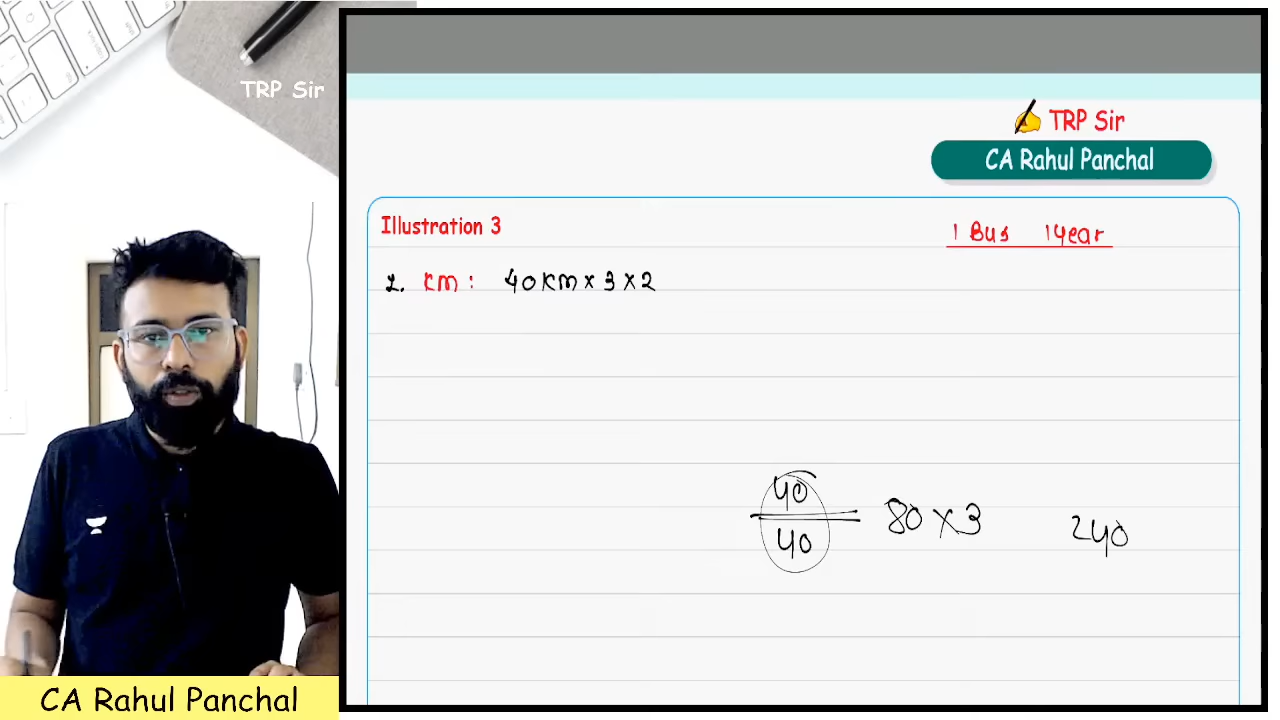 TRP Sir
TRP Sir
CA Rahul Panchal
Illustration 3
1 Bus 1 Year
2. Km : 40 Km x 3 x 2
40
40
80 x 3
240
CA Rahul Panchal